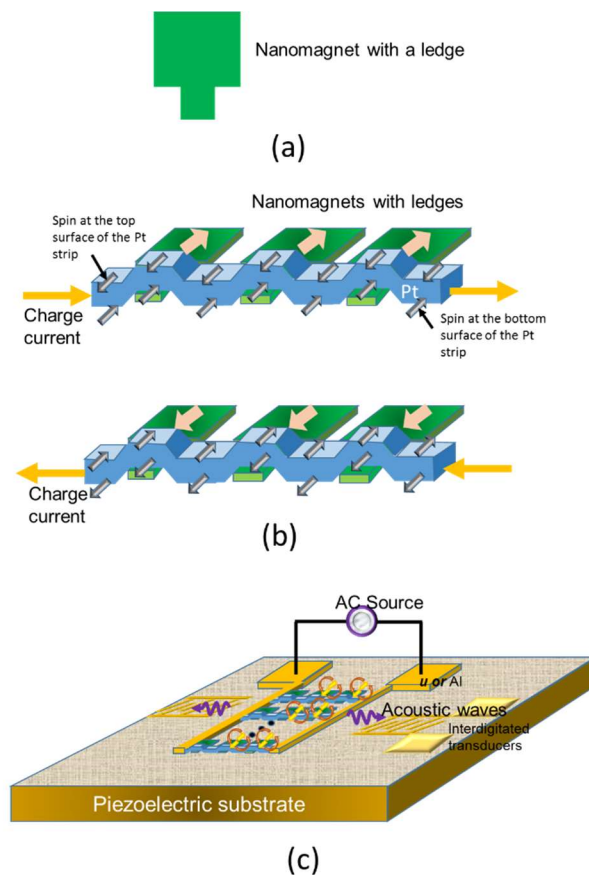 Nanomagnet with a ledge
(a)
Nanomagnets with ledges
Spin at the top
surface of the Pt
strip
Pt
Charge
current
Spin at the bottom
surface of the Pt
strip
Charge
current
(b)
AC Source
u or Al
Acoustic waves
Interdigitated
transducers
Piezoelectric substrate
(c)